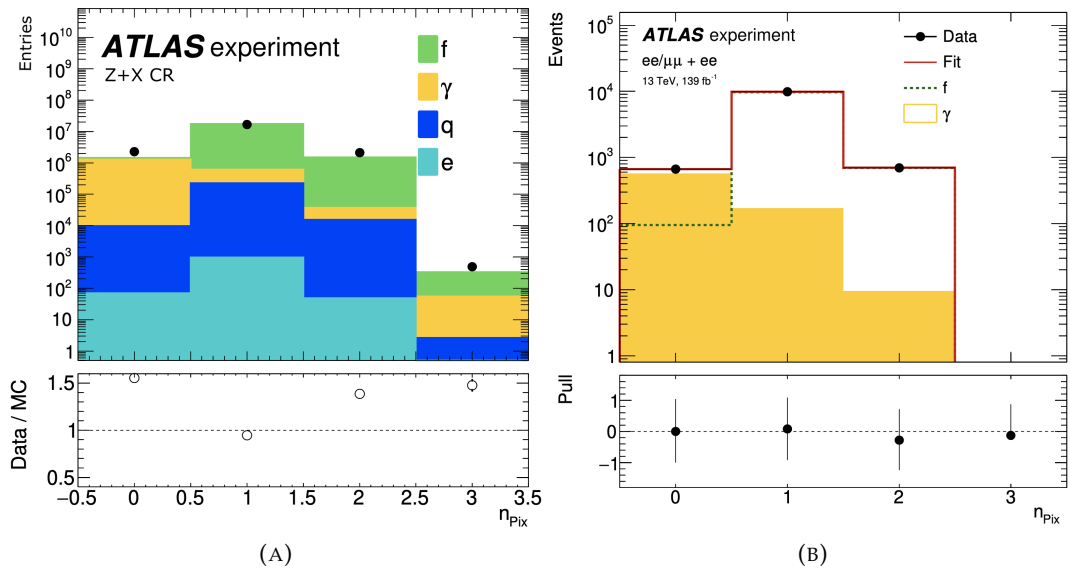 Entries
10^10
10^9
10^8
10^7
10^6
10^5
10^4
10^3
10^2
10
1
ATLAS experiment
Z+X CR
f
γ
q
e
Data / MC
1.5
1
0.5
−0.5 0 0.5 1 1.5 2 2.5 3 3.5
n_Pix
(A)
Events
10^5
10^4
10^3
10^2
10
1
ATLAS experiment
ee/μμ + ee
13 TeV, 139 fb^-1
Data
Fit
f
γ
Pull
1
0
−1
0 1 2 3
n_Pix
(B)